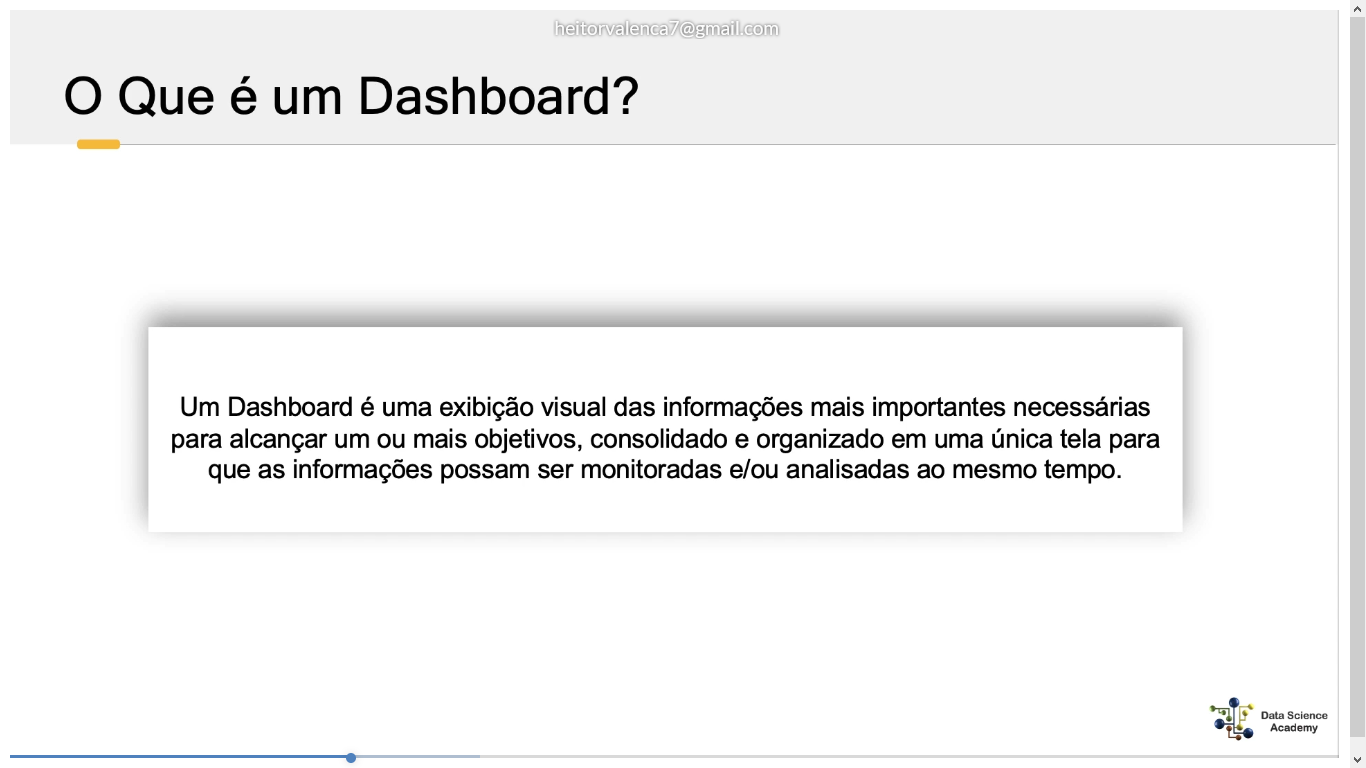 heitorvalenca7@gmail.com
O Que é um Dashboard?
Um Dashboard é uma exibição visual das informações mais importantes necessárias
para alcançar um ou mais objetivos, consolidado e organizado em uma única tela para
que as informações possam ser monitoradas e/ou analisadas ao mesmo tempo.
Data Science
Academy